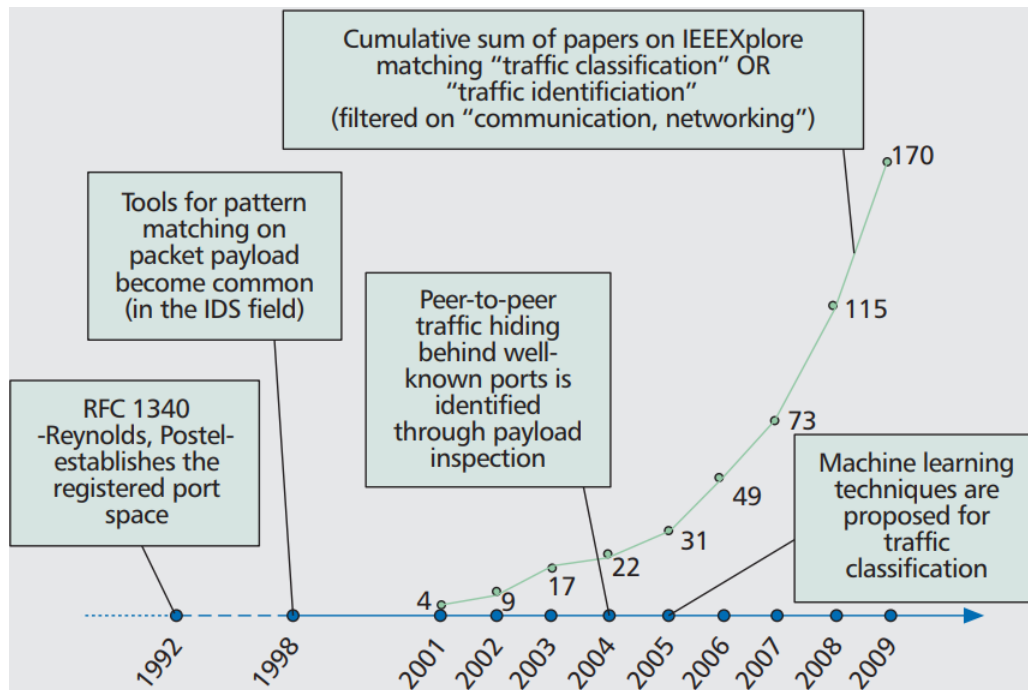 Cumulative sum of papers on IEEEXplore
matching “traffic classification” OR
“traffic identificiation”
(filtered on “communication, networking”)
170
Tools for pattern
matching on
packet payload
become common
(in the IDS field)
Peer-to-peer
traffic hiding
behind well-
known ports is
identified
through payload
inspection
115
RFC 1340
-Reynolds, Postel-
establishes the
registered port
space
73
Machine learning
techniques are
proposed for
traffic
classification
49
31
22
17
9
4
1992
1998
2001
2002
2003
2004
2005
2006
2007
2008
2009